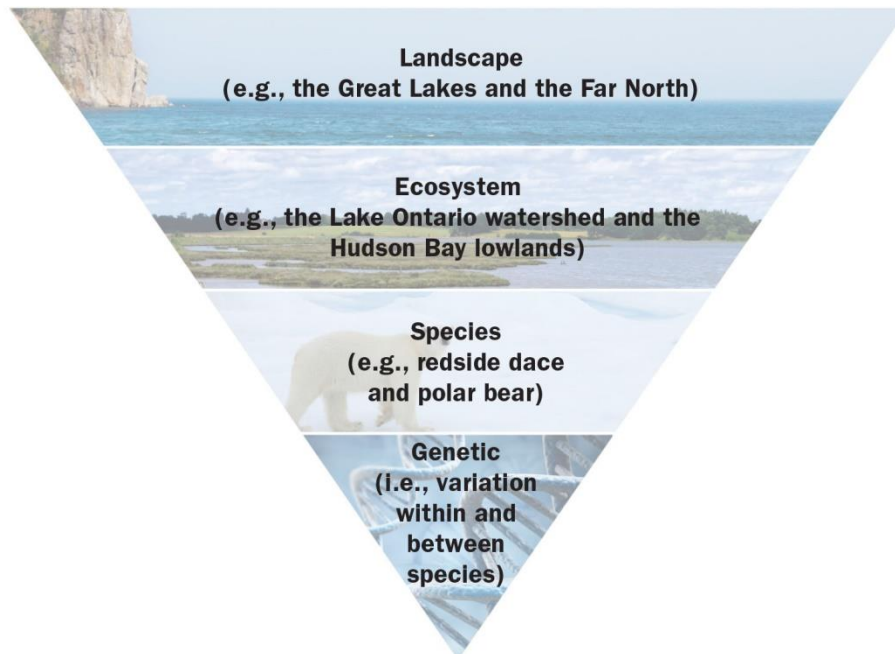 Landscape
(e.g., the Great Lakes and the Far North)
Ecosystem
(e.g., the Lake Ontario watershed and the
Hudson Bay lowlands)
Species
(e.g., redside dace
and polar bear)
Genetic
(i.e., variation
within and
between
species)